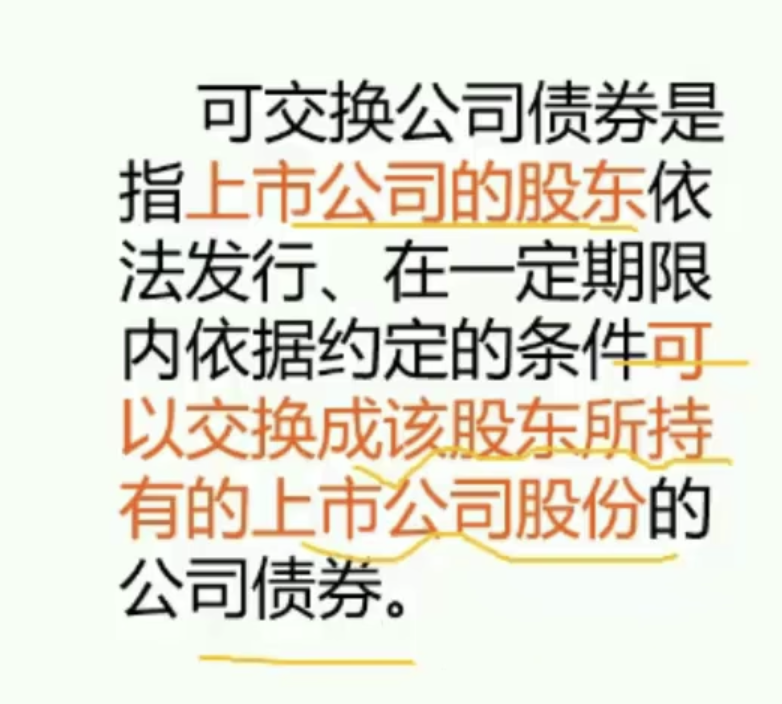 可交换公司债券是
指上市公司的股东依
法发行、在一定期限
内依据约定的条件可
以交换成该股东所持
有的上市公司股份的
公司债券。